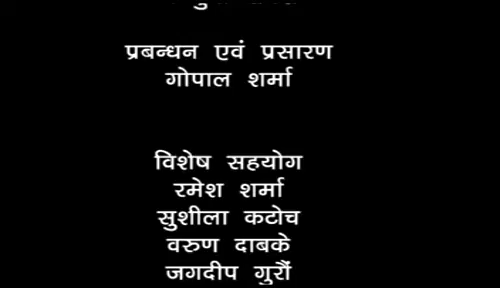 प्रबन्धन एवं प्रसारण
गोपाल शर्मा
विशेष सहयोग
रमेश शर्मा
सुशीला कटोच
वरुण दाबके
जगदीप गुरौं